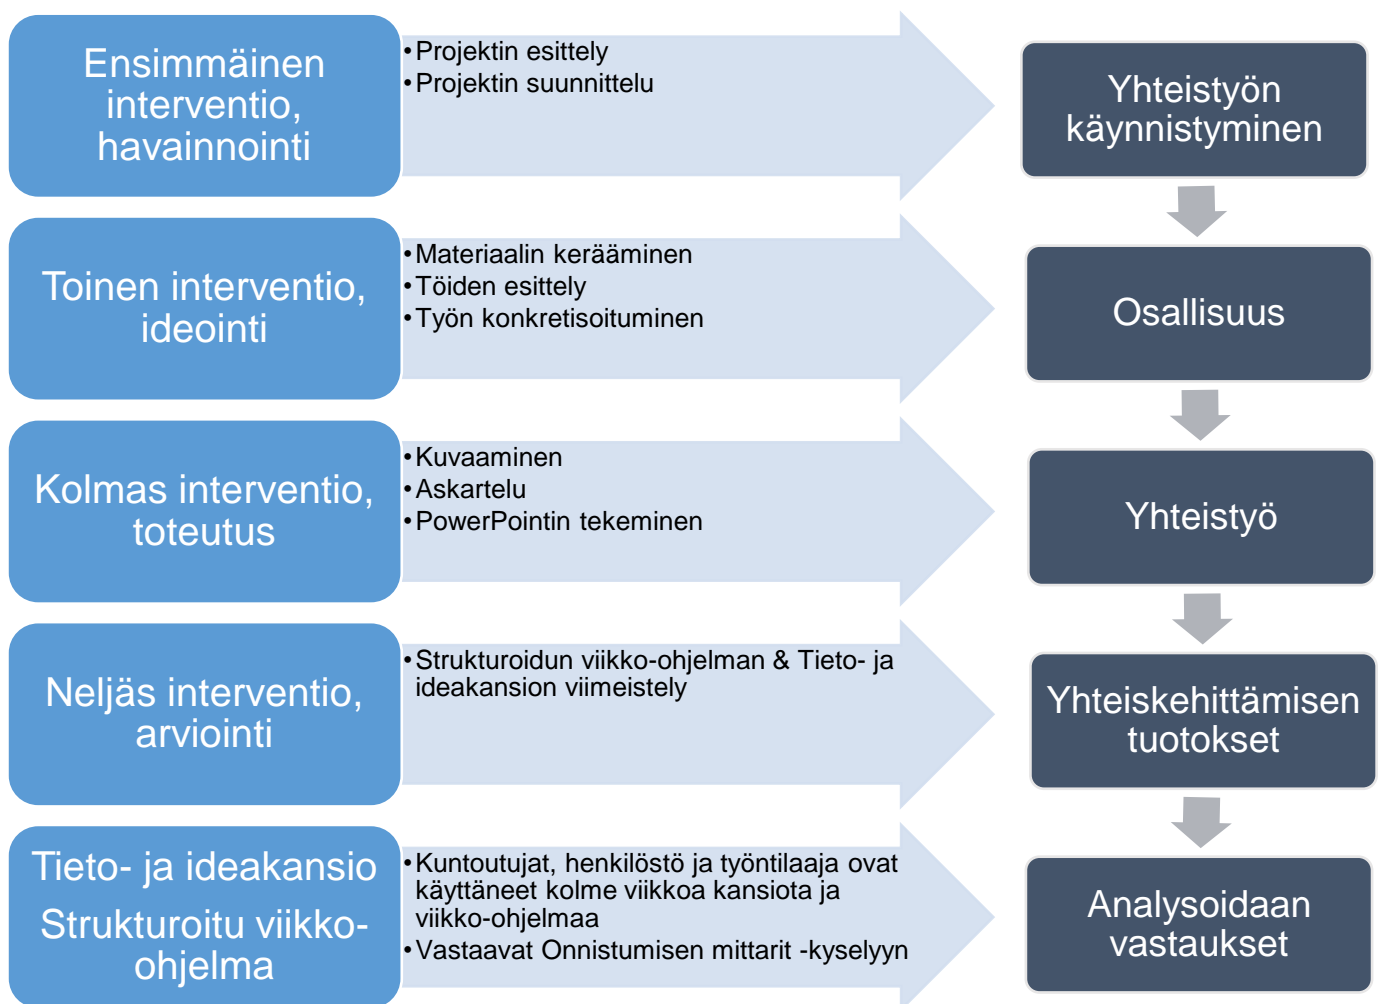 Ensimmäinen
interventio,
havainnointi
•Projektin esittely
•Projektin suunnittelu
Yhteistyön
käynnistyminen
Toinen interventio,
ideointi
•Materiaalin kerääminen
•Töiden esittely
•Työn konkretisoituminen
Osallisuus
Kolmas interventio,
toteutus
•Kuvaaminen
•Askartelu
•PowerPointin tekeminen
Yhteistyö
Neljäs interventio,
arviointi
•Strukturoidun viikko-ohjelman & Tieto- ja
ideakansion viimeistely
Yhteiskehittämisen
tuotokset
Tieto- ja ideakansio
Strukturoitu viikko-
ohjelma
•Kuntoutujat, henkilöstö ja työntilaaja ovat
käyttäneet kolme viikkoa kansiota ja
viikko-ohjelmaa
•Vastaavat Onnistumisen mittarit -kyselyyn
Analysoidaan
vastaukset